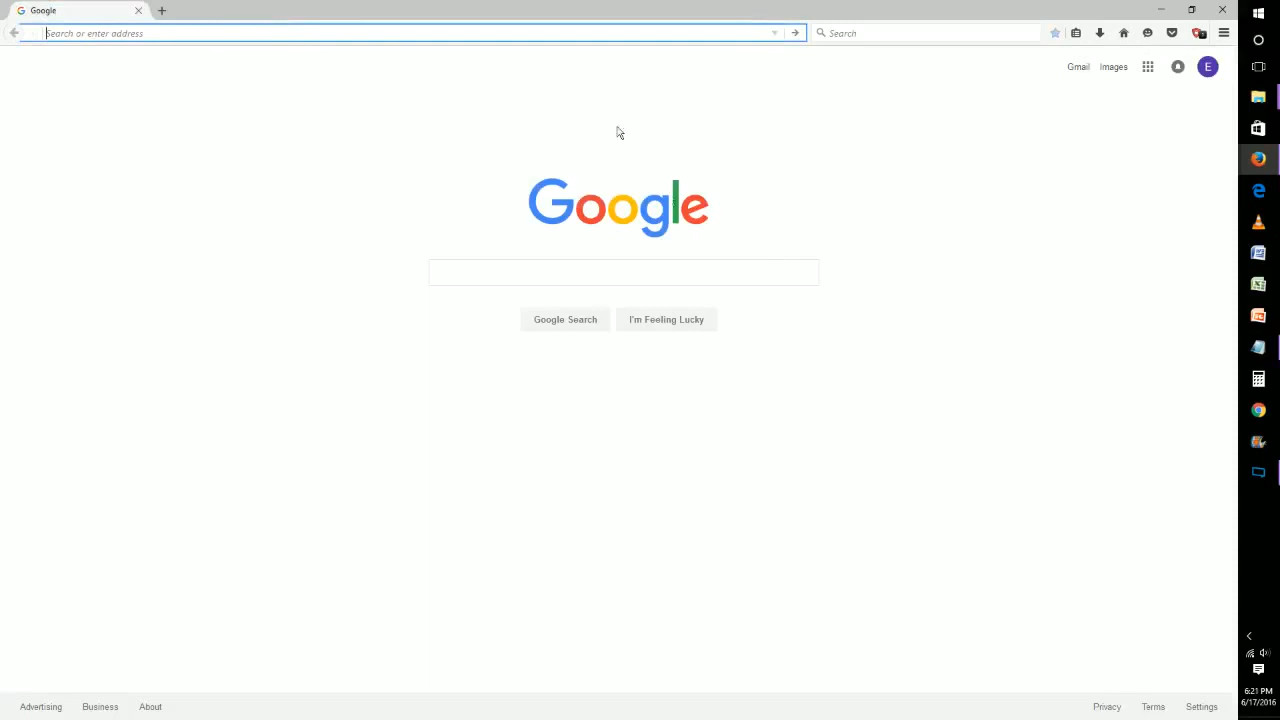 Google
Search or enter address
Search
Gmail
Images
E
Google
Google Search
I'm Feeling Lucky
Advertising
Business
About
Privacy
Terms
Settings
6:21 PM
6/17/2016